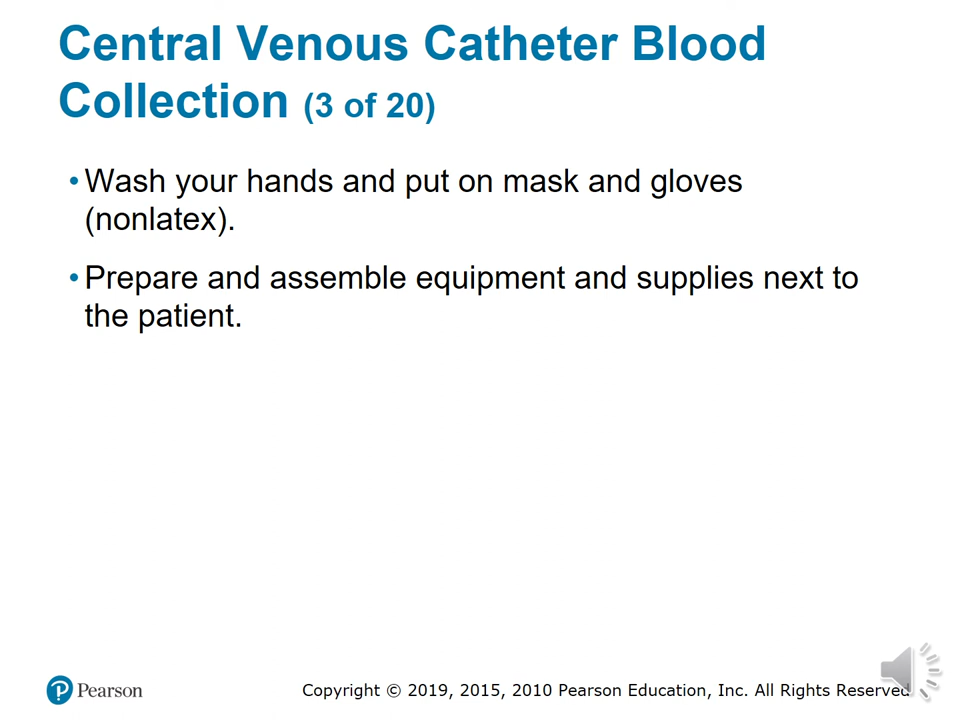 Central Venous Catheter Blood
Collection (3 of 20)
• Wash your hands and put on mask and gloves
(nonlatex).
• Prepare and assemble equipment and supplies next to
the patient.
Pearson
Copyright © 2019, 2015, 2010 Pearson Education, Inc. All Rights Reserved